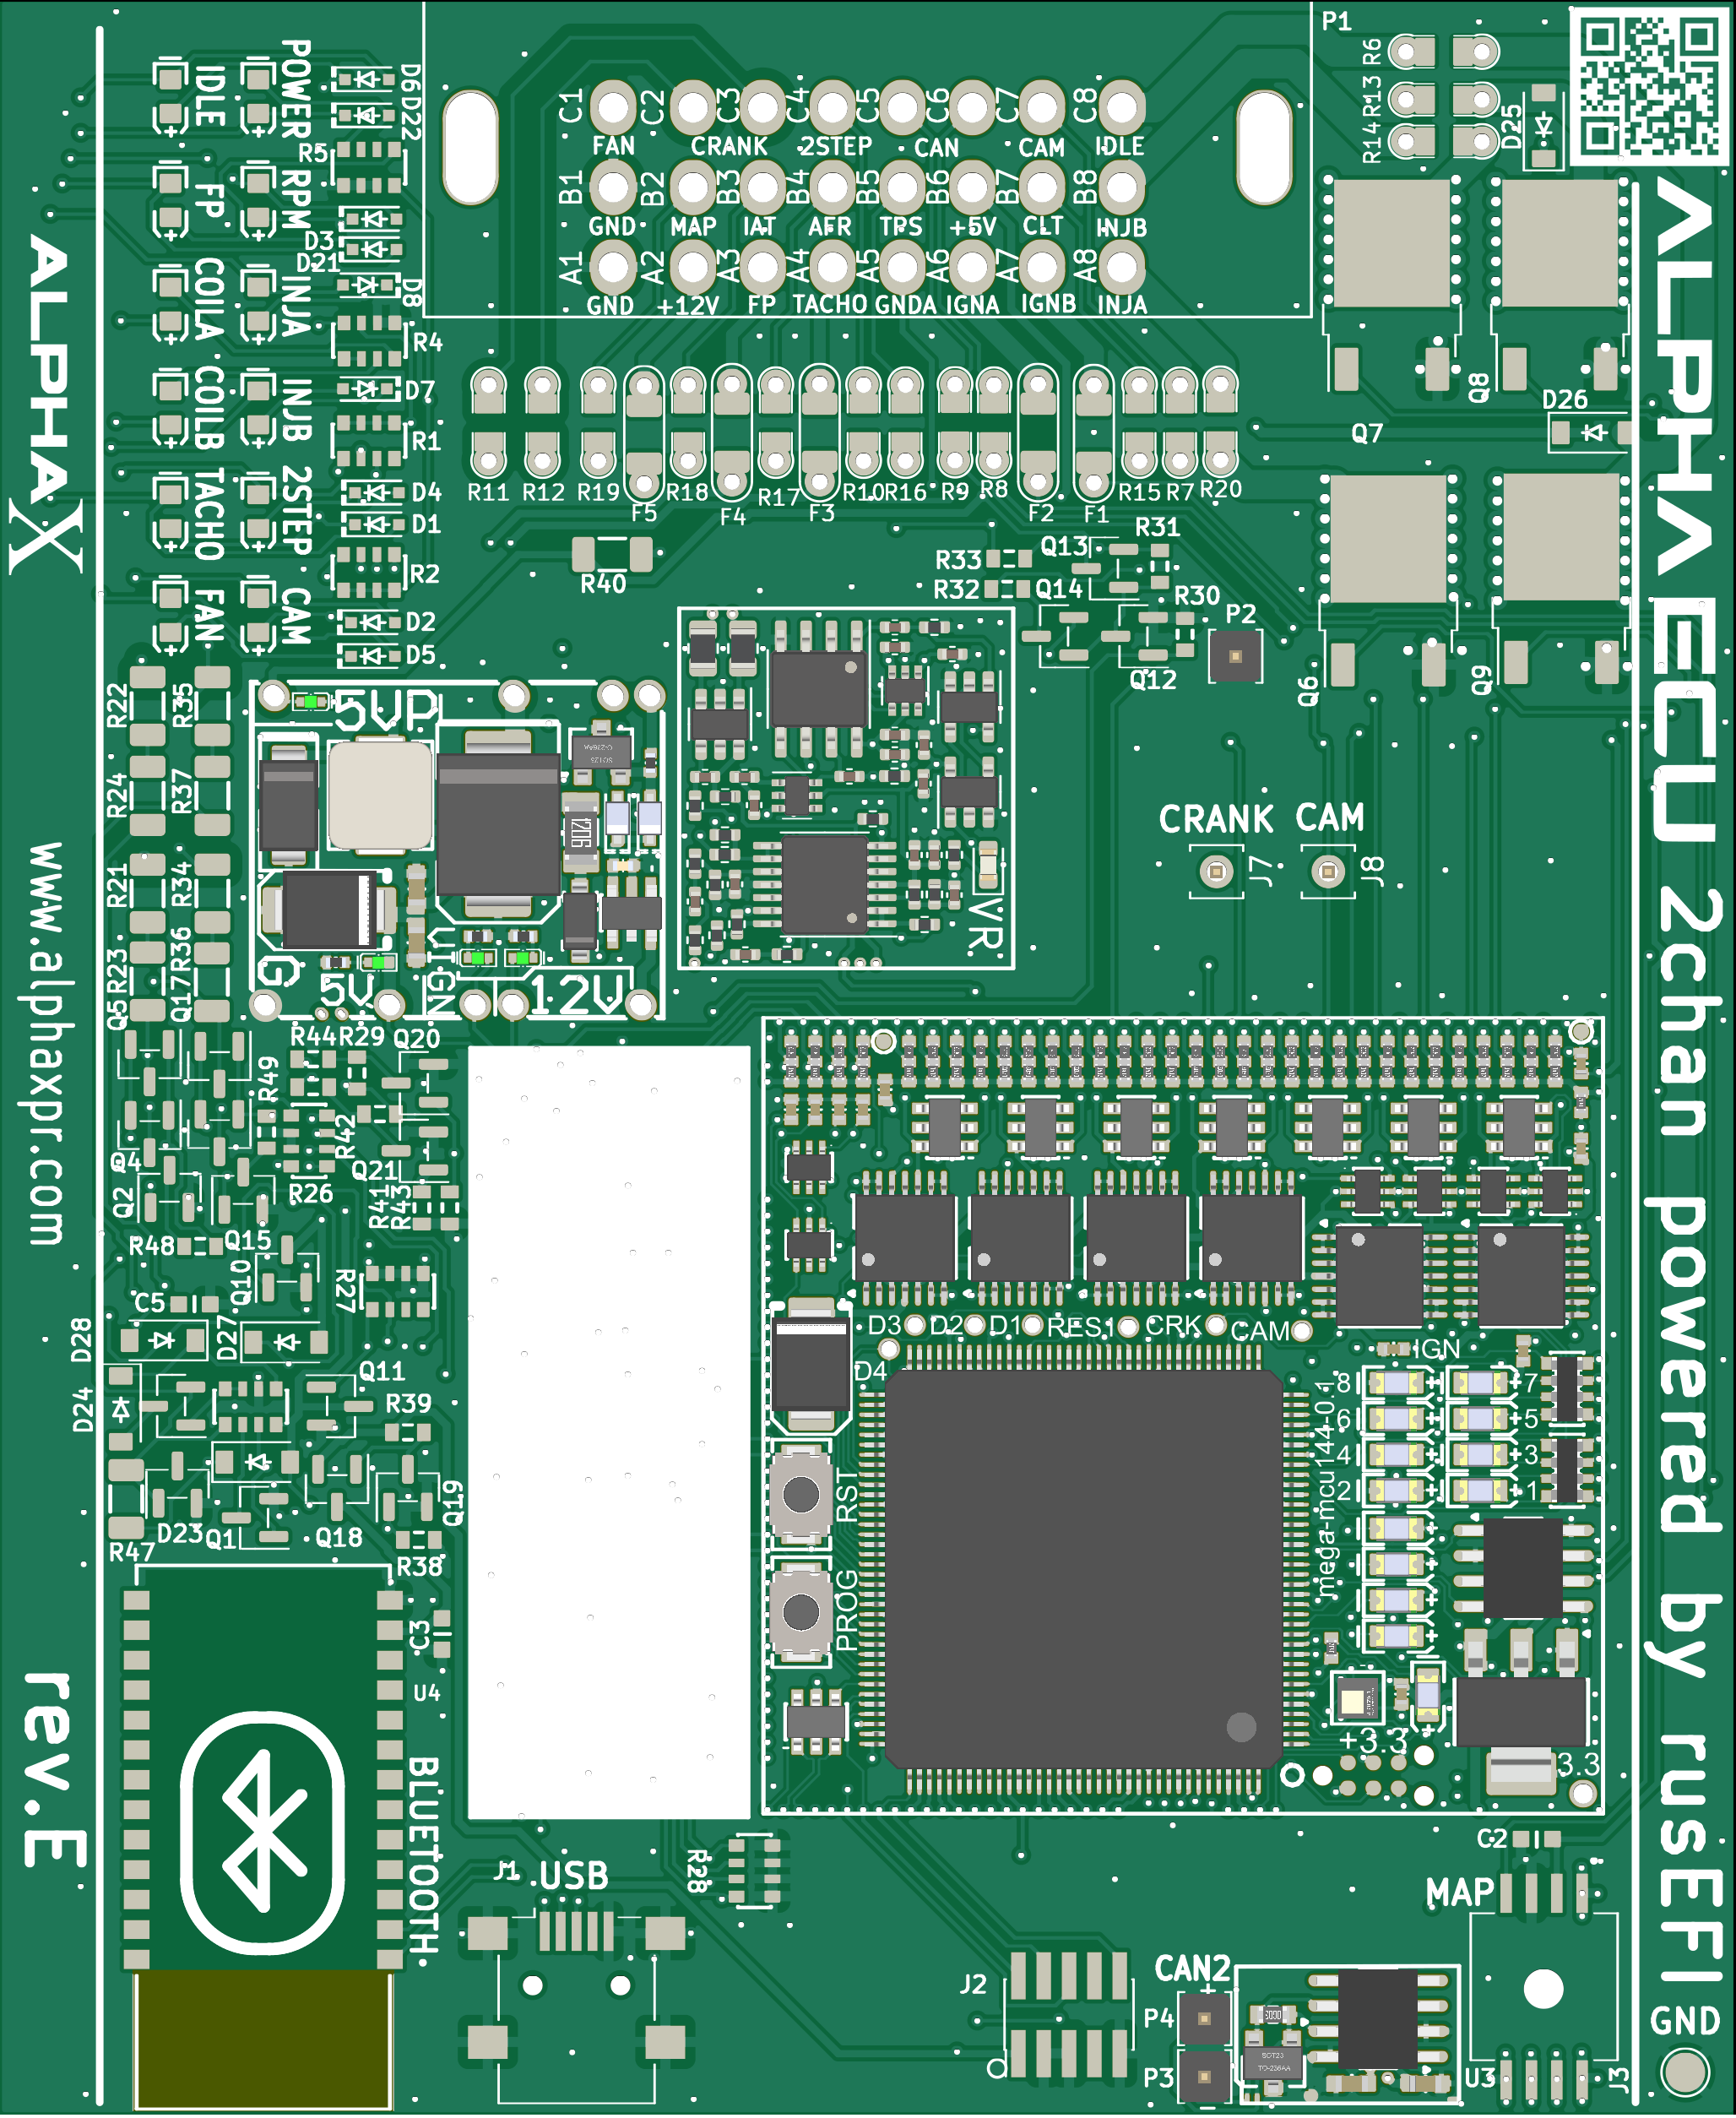 P1
R6
R13
R14
D25
POWER
IDLE
D6
D22
R5
RPM
FP
D3
D21
D8
INJA
COILA
R4
D7
INJB
COILB
R1
2STEP
TACHO
D4
D1
R2
CAM
FAN
D2
D5
C1 C2 C3 C4 C5 C6 C7 C8
FAN CRANK 2STEP CAN CAM IDLE
B1 B2 B3 B4 B5 B6 B7 B8
GND MAP IAT AFR TPS +5V CLT INJB
A1 A2 A3 A4 A5 A6 A7 A8
GND +12V FP TACHO GNDA IGNA IGNB INJA
Q8
D26
Q7
R11 R12 R19 R18 R17 R10 R16 R9 R8 R15 R7 R20
F5 F4 F3 F2 F1
R40
R33
R32
Q13
R31
Q14
R30
P2
Q12
Q6
Q9
ALPHAX
www.alphaxpr.com
rev.E
ALPHA ECU 2chan powered by rusEFI
R22
R35
R24
R37
R21
R34
R23
R36
Q5
Q17
5VP
1206
G
5V
V_IGN
12V
VR
CRANK
CAM
J7
J8
R44
R29
Q20
R49
R42
Q4
Q21
R26
Q2
R41
R43
R48
Q15
Q10
R27
C5
D28
D27
Q11
D24
R39
D23
Q1
Q18
Q19
R47
R38
C3
U4
BLUETOOTH
D3 D2 D1 RES1 CRK CAM
D4
IGN
8 +7
6 +5
4 +3
2 +1
mega-mcu144-0.1
RST
PROG
+3.3
3.3
J1
USB
R28
C2
MAP
J2
CAN2
P4
P3
SOT23
TO-236AA
U3
J3
GND